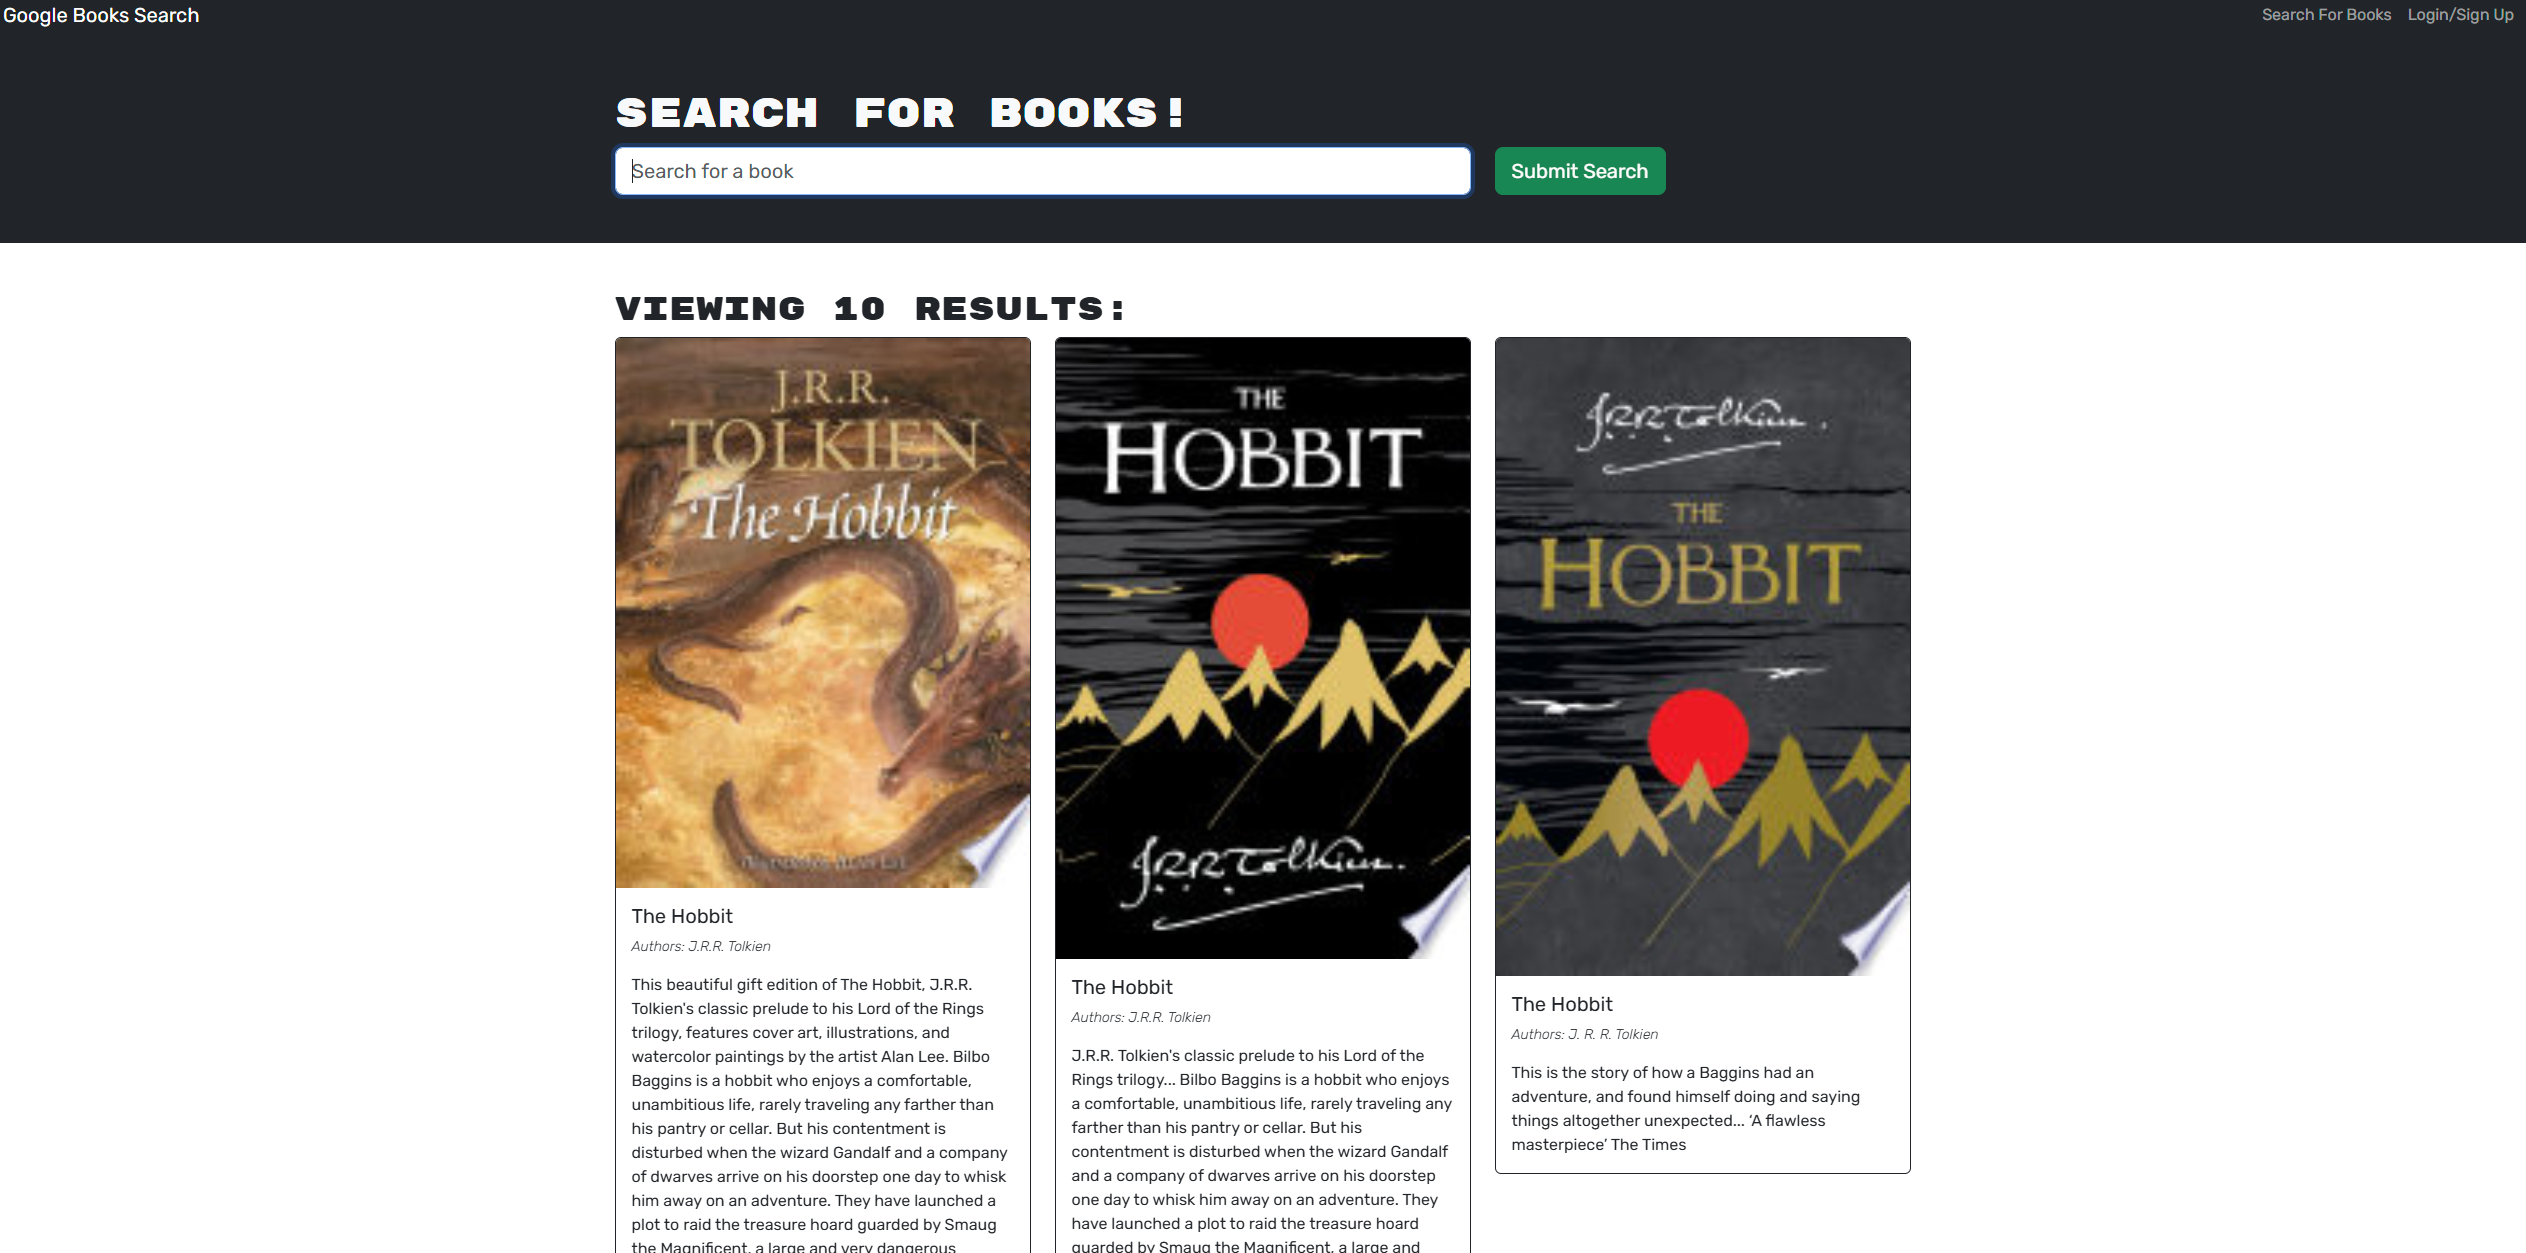 Google Books Search
Search For Books
Login/Sign Up
SEARCH FOR BOOKS!
Search for a book
Submit Search
VIEWING 10 RESULTS:
J.R.R.
TOLKIEN
The Hobbit
ALAN LEE
The Hobbit
Authors: J.R.R. Tolkien
This beautiful gift edition of The Hobbit, J.R.R.
Tolkien's classic prelude to his Lord of the Rings
trilogy, features cover art, illustrations, and
watercolor paintings by the artist Alan Lee. Bilbo
Baggins is a hobbit who enjoys a comfortable,
unambitious life, rarely traveling any farther than
his pantry or cellar. But his contentment is
disturbed when the wizard Gandalf and a company
of dwarves arrive on his doorstep one day to whisk
him away on an adventure. They have launched a
plot to raid the treasure hoard guarded by Smaug
the Magnificent, a large and very dangerous
THE
HOBBIT
J.R.R. Tolkien.
The Hobbit
Authors: J.R.R. Tolkien
J.R.R. Tolkien's classic prelude to his Lord of the
Rings trilogy... Bilbo Baggins is a hobbit who enjoys
a comfortable, unambitious life, rarely traveling any
farther than his pantry or cellar. But his
contentment is disturbed when the wizard Gandalf
and a company of dwarves arrive on his doorstep
one day to whisk him away on an adventure. They
have launched a plot to raid the treasure hoard
guarded by Smaug the Magnificent, a large and
J.R.R. Tolkien.
THE
HOBBIT
The Hobbit
Authors: J. R. R. Tolkien
This is the story of how a Baggins had an
adventure, and found himself doing and saying
things altogether unexpected... ‘A flawless
masterpiece’ The Times